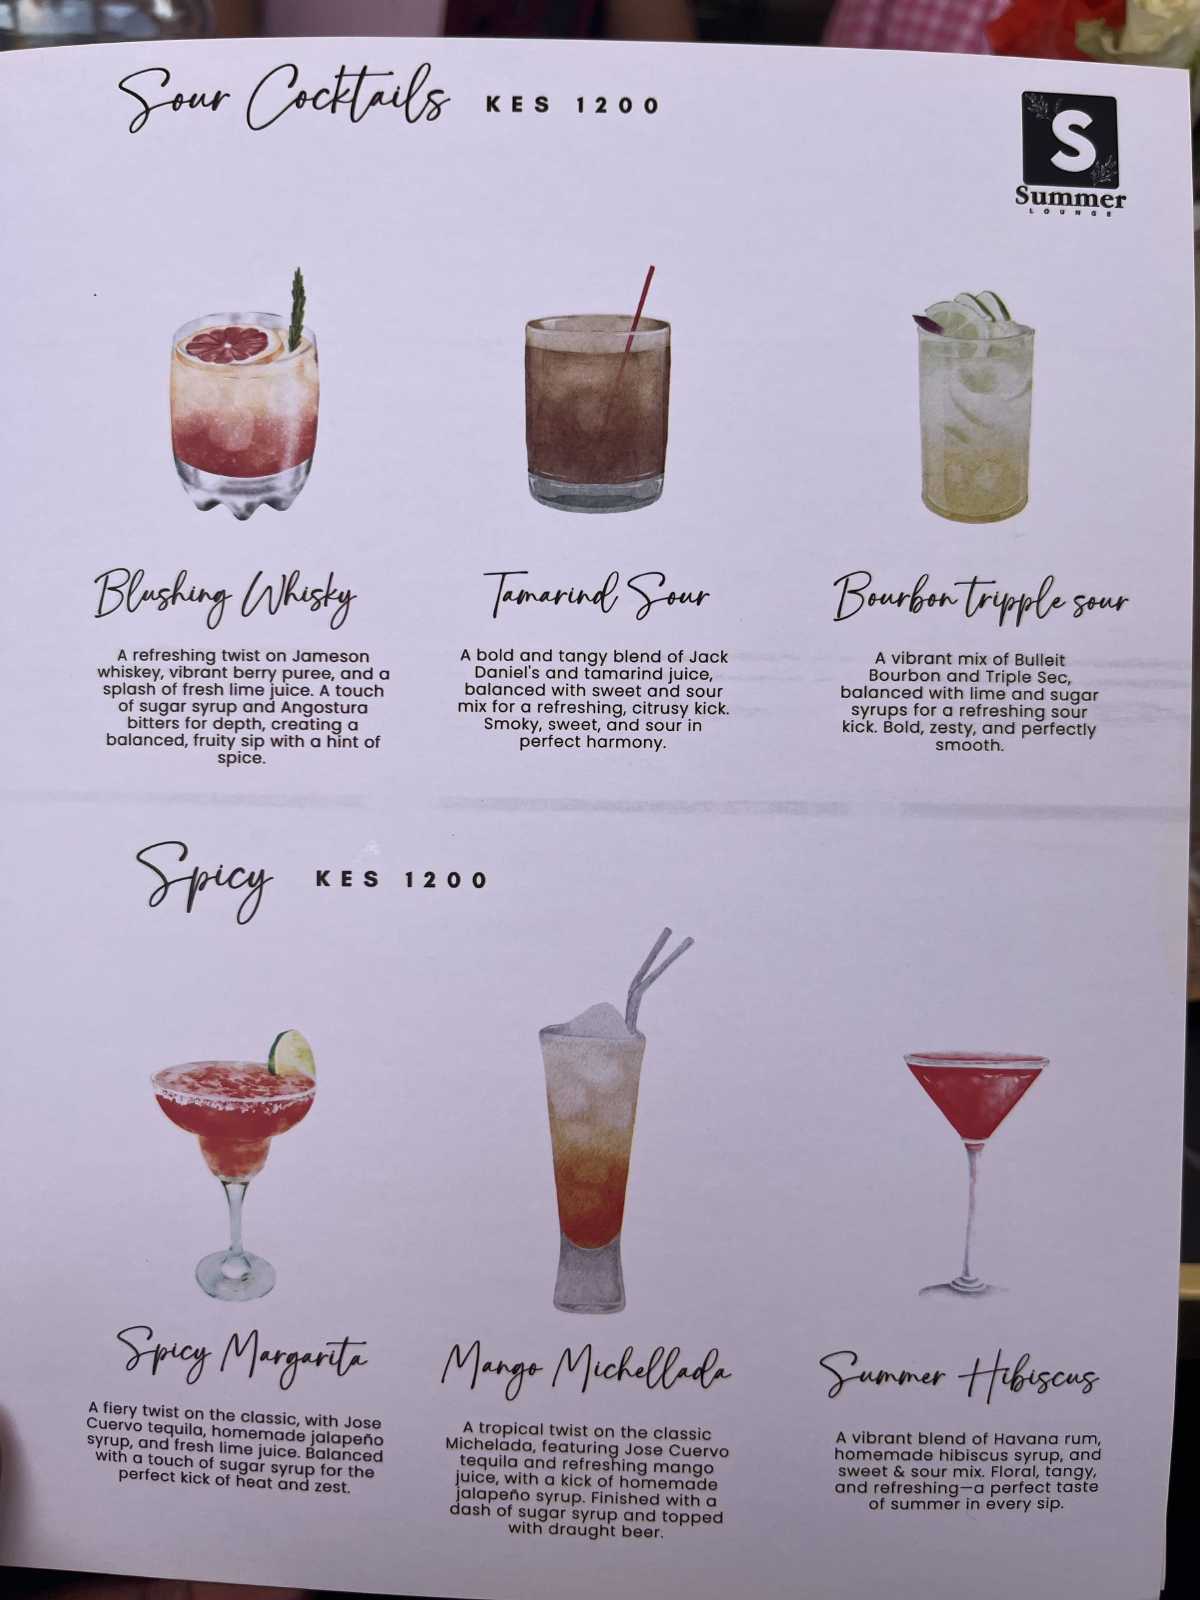 Sour Cocktails KES 1200
S
Summer
LOUNGE
Blushing Whisky
A refreshing twist on Jameson
whiskey, vibrant berry puree, and a
splash of fresh lime juice. A touch
of sugar syrup and Angostura
bitters for depth, creating a
balanced, fruity sip with a hint of
spice.
Tamarind Sour
A bold and tangy blend of Jack
Daniel's and tamarind juice,
balanced with sweet and sour
mix for a refreshing, citrusy kick.
Smoky, sweet, and sour in
perfect harmony.
Bourbon tripple sour
A vibrant mix of Bulleit
Bourbon and Triple Sec,
balanced with lime and sugar
syrups for a refreshing sour
kick. Bold, zesty, and perfectly
smooth.
Spicy KES 1200
Spicy Margarita
A fiery twist on the classic, with Jose
Cuervo tequila, homemade jalapeño
syrup, and fresh lime juice. Balanced
with a touch of sugar syrup for the
perfect kick of heat and zest.
Mango Michellada
A tropical twist on the classic
Michelada, featuring Jose Cuervo
tequila and refreshing mango
juice, with a kick of homemade
jalapeño syrup. Finished with a
dash of sugar syrup and topped
with draught beer.
Summer Hibiscus
A vibrant blend of Havana rum,
homemade hibiscus syrup, and
sweet & sour mix. Floral, tangy,
and refreshing—a perfect taste
of summer in every sip.